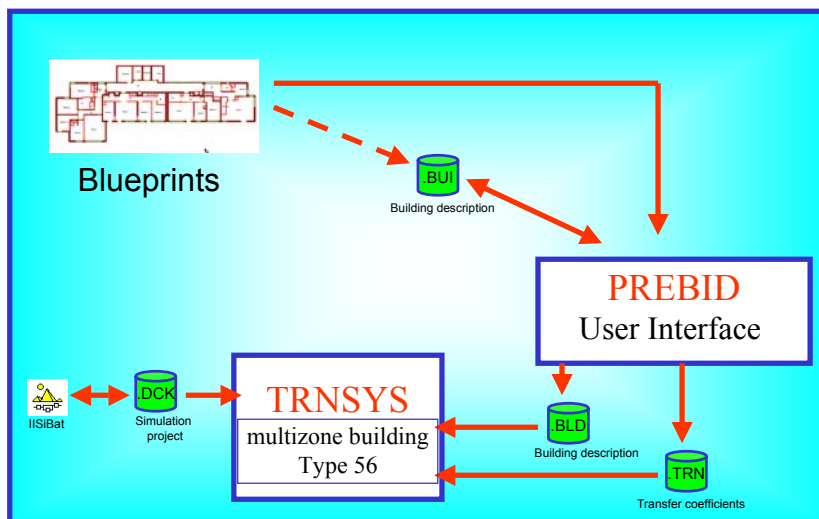 Blueprints
.BUI
Building description
PREBID
User Interface
IISiBat
.DCK
Simulation
project
TRNSYS
multizone building
Type 56
.BLD
Building description
.TRN
Transfer coefficients